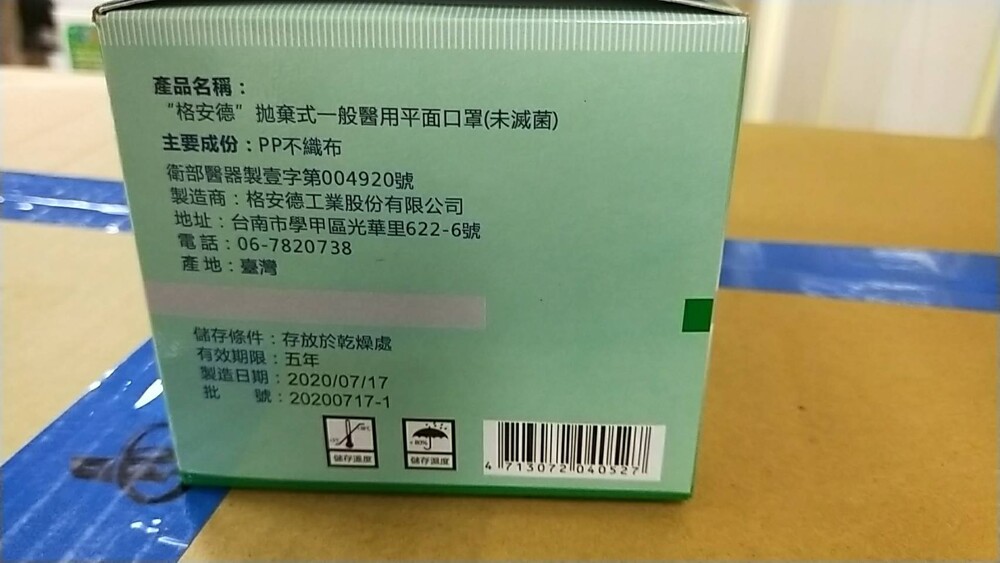 產品名稱：
“格安德”拋棄式一般醫用平面口罩(未滅菌)
主要成份：PP不織布
衛部醫器製壹字第004920號
製造商：格安德工業股份有限公司
地址：台南市學甲區光華里622-6號
電話：06-7820738
產地：臺灣
儲存條件：存放於乾燥處
有效期限：五年
製造日期：2020/07/17
批　號：20200717-1
儲存溫度
儲存濕度
4 713072 040527